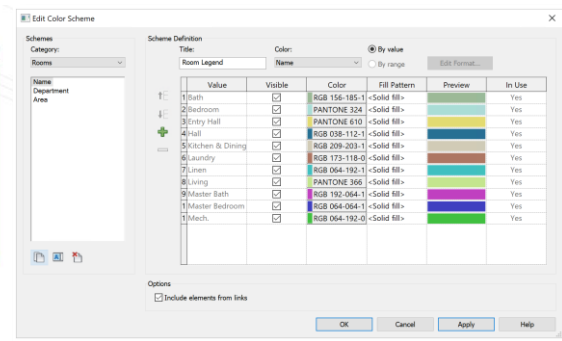 Edit Color Scheme
Schemes
Category:
Rooms
Name
Department
Area
Scheme Definition
Title: Color: By value
Room Legend Name By range Edit Format...
Value Visible Color Fill Pattern Preview In Use
1 Bath RGB 156-185-1 <Solid fill> Yes
2 Bedroom PANTONE 324 <Solid fill> Yes
3 Entry Hall PANTONE 610 <Solid fill> Yes
4 Hall RGB 038-112-1 <Solid fill> Yes
5 Kitchen & Dining RGB 209-203-1 <Solid fill> Yes
6 Laundry RGB 173-118-0 <Solid fill> Yes
7 Linen RGB 064-192-1 <Solid fill> Yes
8 Living PANTONE 366 <Solid fill> Yes
9 Master Bath RGB 192-064-1 <Solid fill> Yes
1 Master Bedroom RGB 064-064-1 <Solid fill> Yes
1 Mech. RGB 064-192-0 <Solid fill> Yes
Options
Include elements from links
OK Cancel Apply Help